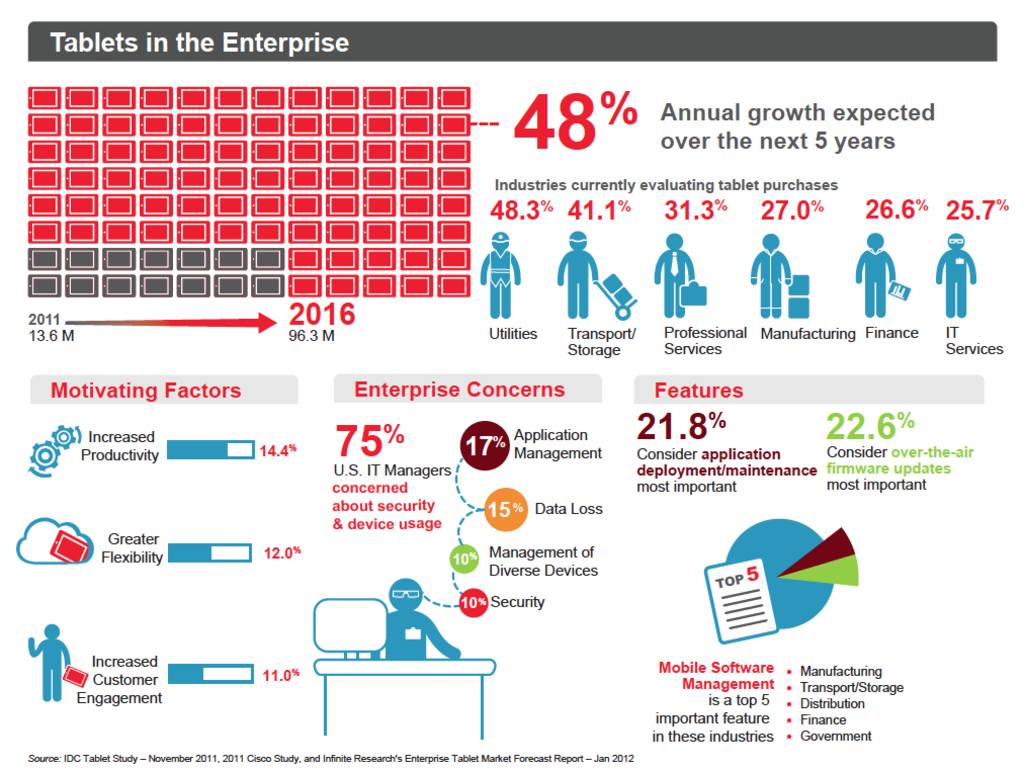 Tablets in the Enterprise
48%
Annual growth expected
over the next 5 years
Industries currently evaluating tablet purchases
48.3% 41.1% 31.3% 27.0% 26.6% 25.7%
Utilities
Transport/
Storage
Professional
Services
Manufacturing
Finance
IT
Services
2011
13.6 M
2016
96.3 M
Motivating Factors
Increased
Productivity
14.4%
Greater
Flexibility
12.0%
Increased
Customer
Engagement
11.0%
Enterprise Concerns
75%
U.S. IT Managers
concerned
about security
& device usage
17%
Application
Management
15%
Data Loss
10%
Management of
Diverse Devices
10%
Security
Features
21.8%
Consider application
deployment/maintenance
most important
22.6%
Consider over-the-air
firmware updates
most important
TOP 5
Mobile Software
Management
is a top 5
important feature
in these industries
• Manufacturing
• Transport/Storage
• Distribution
• Finance
• Government
Source: IDC Tablet Study – November 2011, 2011 Cisco Study, and Infinite Research's Enterprise Tablet Market Forecast Report – Jan 2012